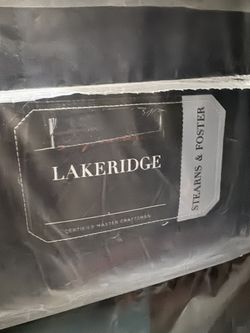 LAKERIDGE
CERTIFIED MASTER CRAFTSMAN
STEARNS & FOSTER